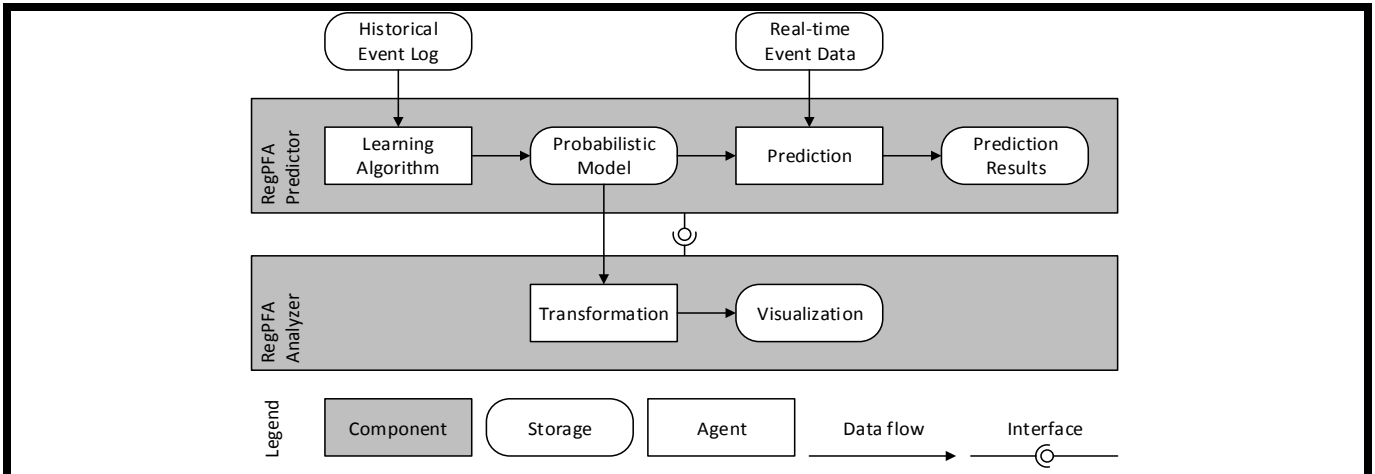 Historical
Event Log
Real-time
Event Data
RegPFA
Predictor
Learning
Algorithm
Probabilistic
Model
Prediction
Prediction
Results
RegPFA
Analyzer
Transformation
Visualization
Legend
Component
Storage
Agent
Data flow
Interface